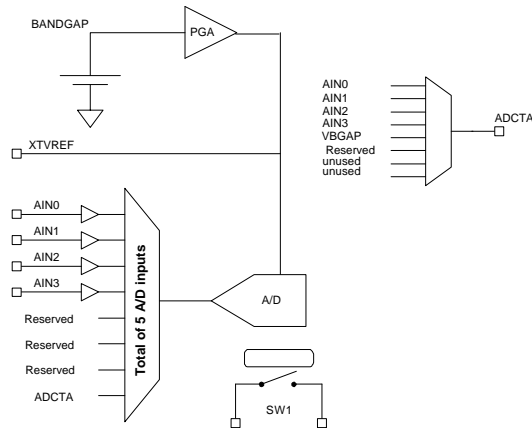 BANDGAP
PGA
XTVREF
AIN0
AIN1
AIN2
AIN3
VBGAP
Reserved
unused
unused
ADCTA
AIN0
AIN1
AIN2
AIN3
Reserved
Reserved
Reserved
ADCTA
Total of 5 A/D inputs
A/D
SW1